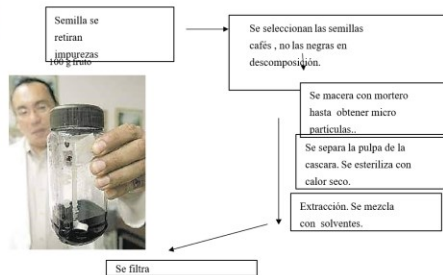 Semilla se
retiran
impurezas
100 g fruto
Se seleccionan las semillas
cafés , no las negras en
descomposición.
Se macera con mortero
hasta  obtener micro
partículas..
Se separa la pulpa de la
cascara. Se esteriliza con
calor seco.
Extracción. Se mezcla
con  solventes.
Se filtra